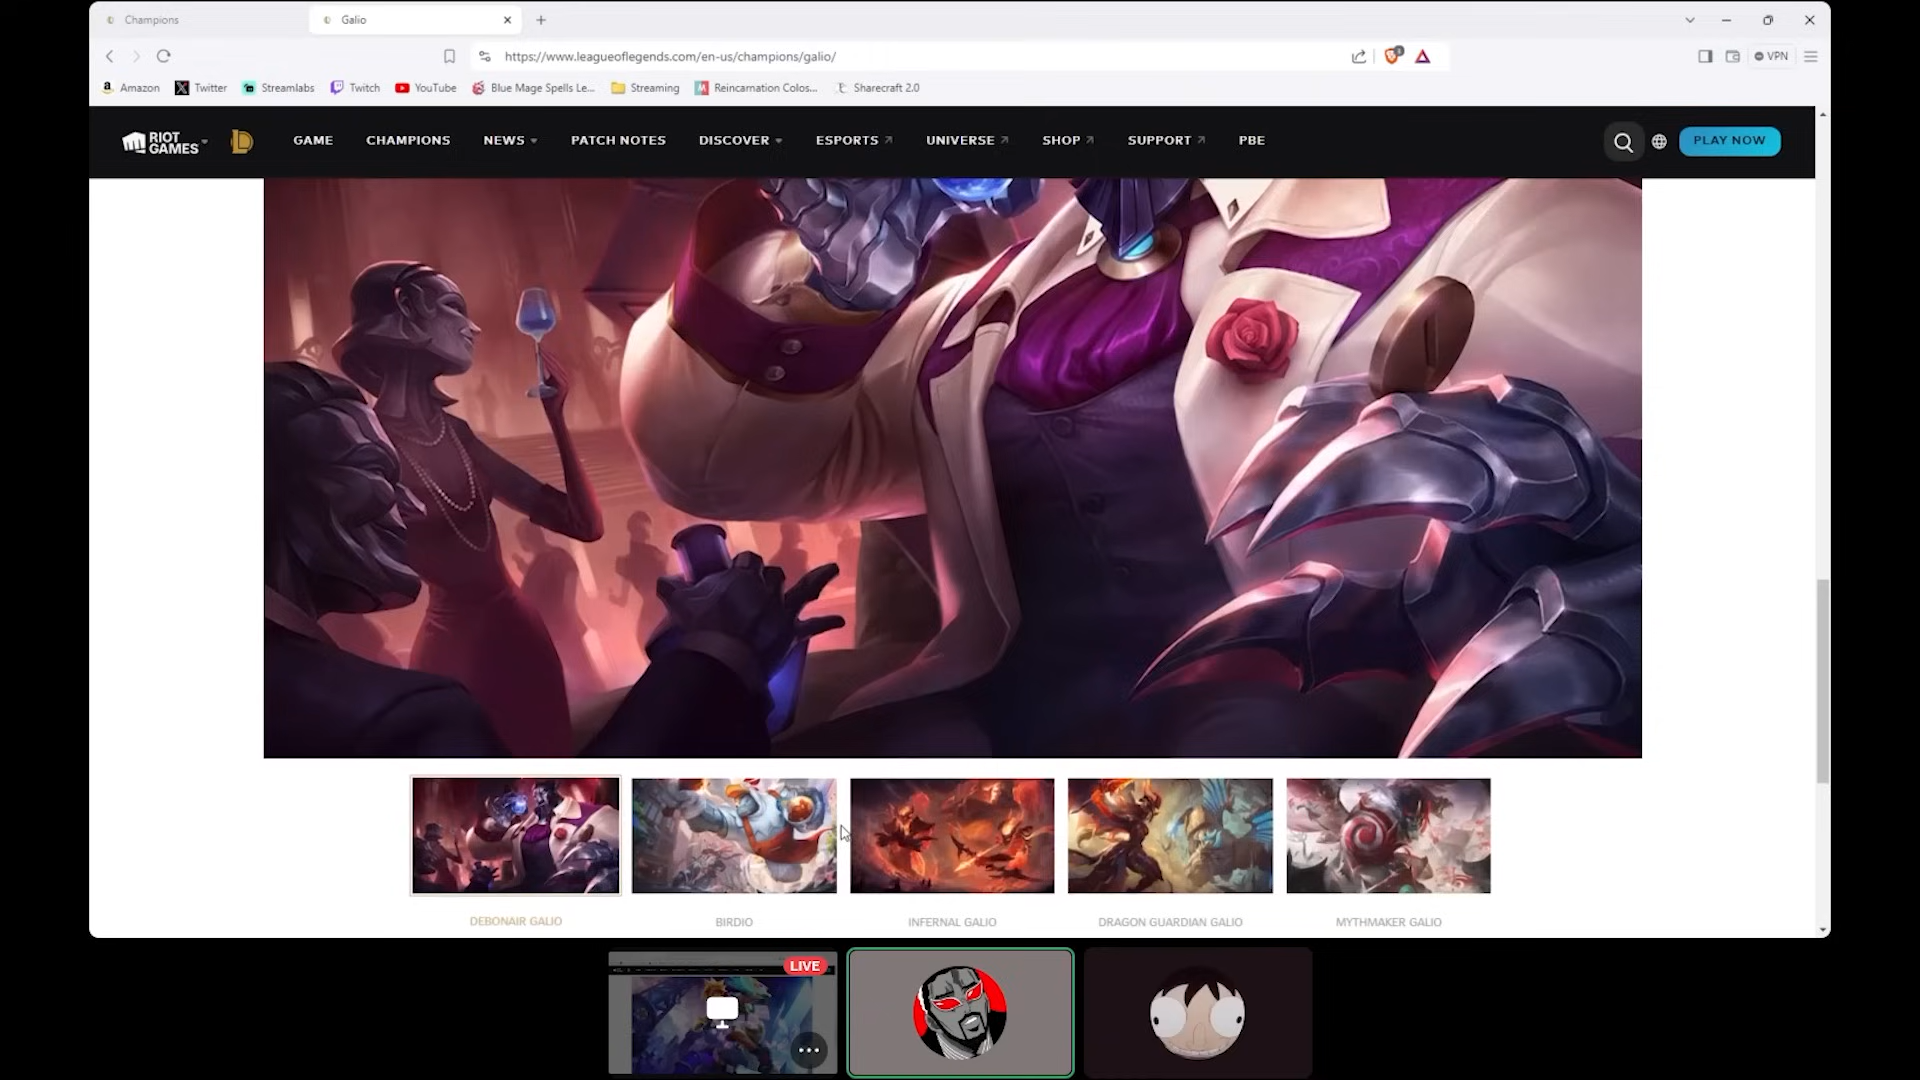 Champions
Galio
https://www.leagueoflegends.com/en-us/champions/galio/
VPN
Amazon
Twitter
Streamlabs
Twitch
YouTube
Blue Mage Spells Le...
Streaming
Reincarnation Colos...
Sharecraft 2.0
RIOT
GAMES
GAME
CHAMPIONS
NEWS
PATCH NOTES
DISCOVER
ESPORTS
UNIVERSE
SHOP
SUPPORT
PBE
PLAY NOW
DEBONAIR GALIO
BIRDIO
INFERNAL GALIO
DRAGON GUARDIAN GALIO
MYTHMAKER GALIO
LIVE